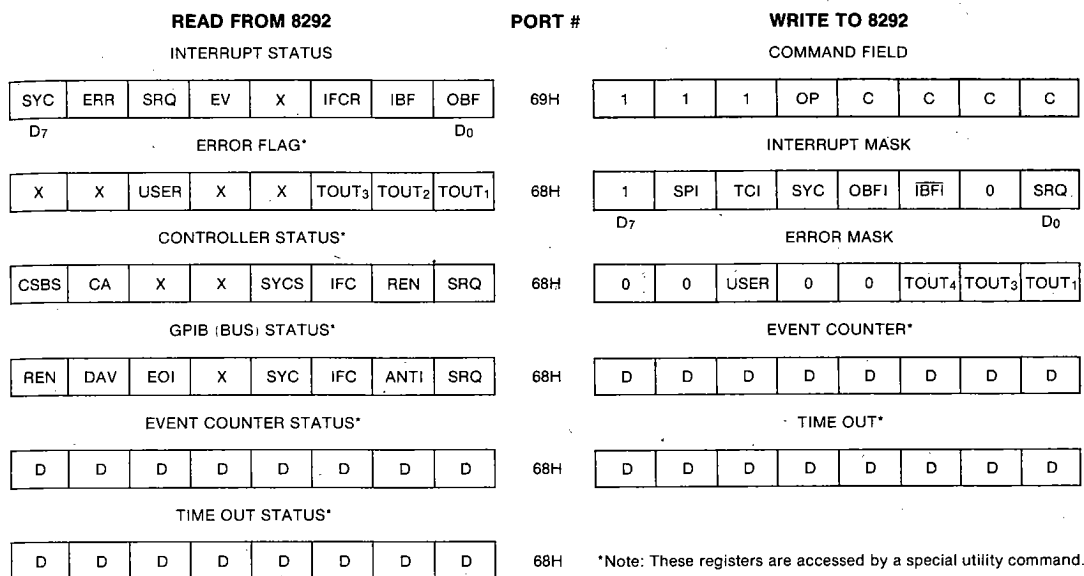 READ FROM 8292 PORT # WRITE TO 8292
INTERRUPT STATUS COMMAND FIELD
SYC ERR SRQ EV X IFCR IBF OBF 69H 1 1 1 OP C C C C
D7 D0
ERROR FLAG* INTERRUPT MASK
X X USER X X TOUT3 TOUT2 TOUT1 68H 1 SPI TCI SYC OBFI IBFI 0 SRQ
D7 D0
CONTROLLER STATUS* ERROR MASK
CSBS CA X X SYCS IFC REN SRQ 68H 0 0 USER 0 0 TOUT4 TOUT3 TOUT1
GPIB (BUS) STATUS* EVENT COUNTER*
REN DAV EOI X SYC IFC ANTI SRQ 68H D D D D D D D D
EVENT COUNTER STATUS* TIME OUT*
D D D D D D D D 68H D D D D D D D D
TIME OUT STATUS*
D D D D D D D D 68H *Note: These registers are accessed by a special utility command.